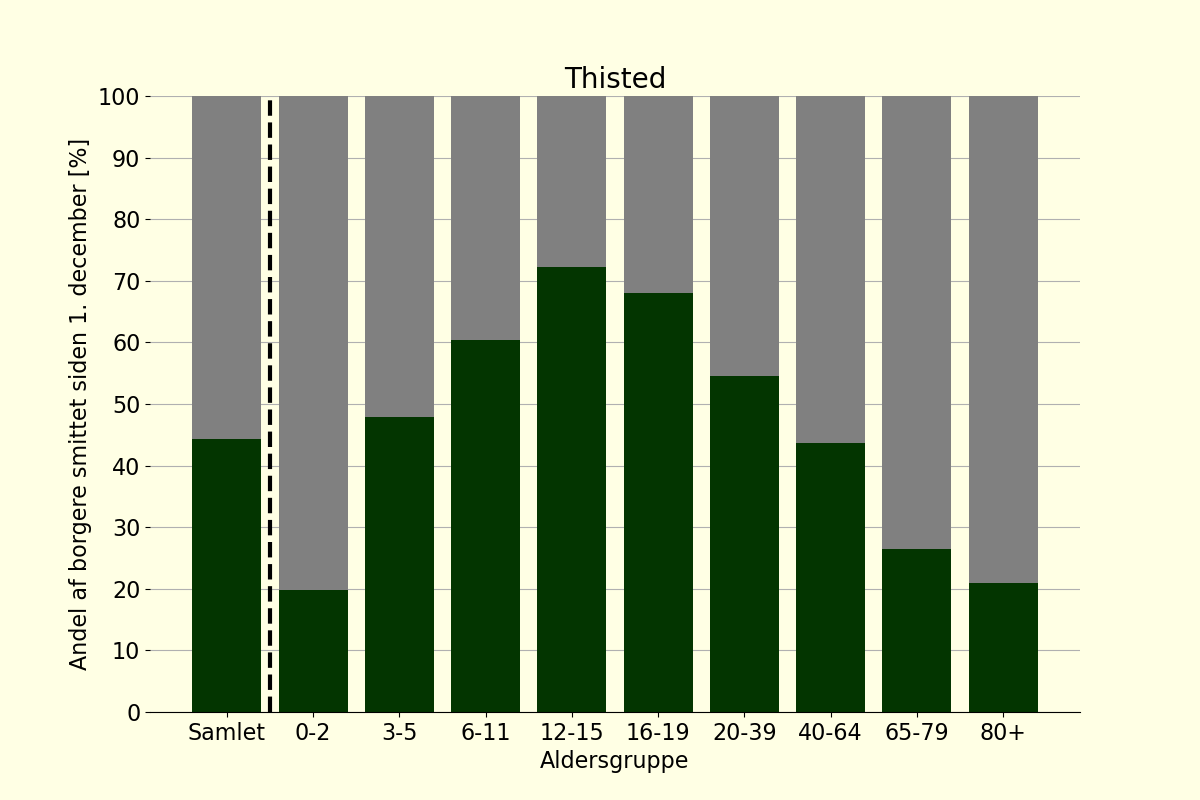 Thisted
Andel af borgere smittet siden 1. december [%]
100
90
80
70
60
50
40
30
20
10
0
Samlet 0-2 3-5 6-11 12-15 16-19 20-39 40-64 65-79 80+
Aldersgruppe